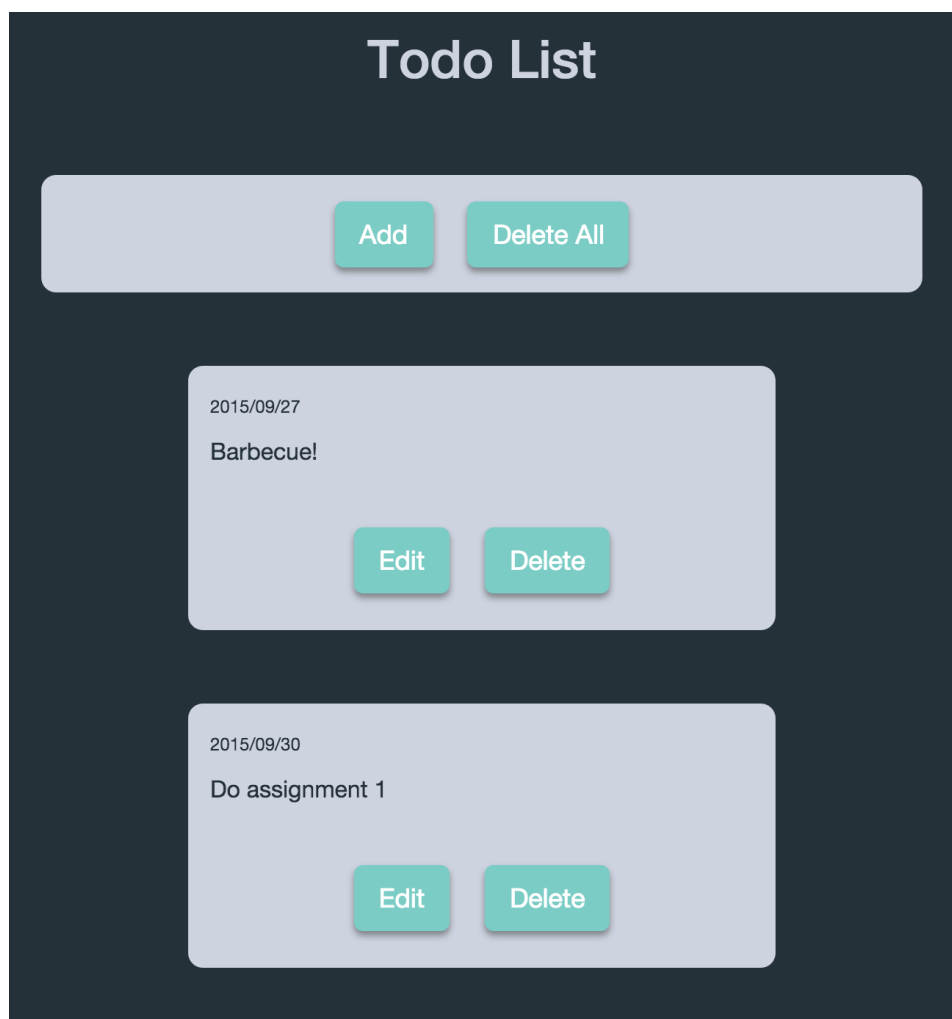 Todo List
Add Delete All
2015/09/27
Barbecue!
Edit Delete
2015/09/30
Do assignment 1
Edit Delete